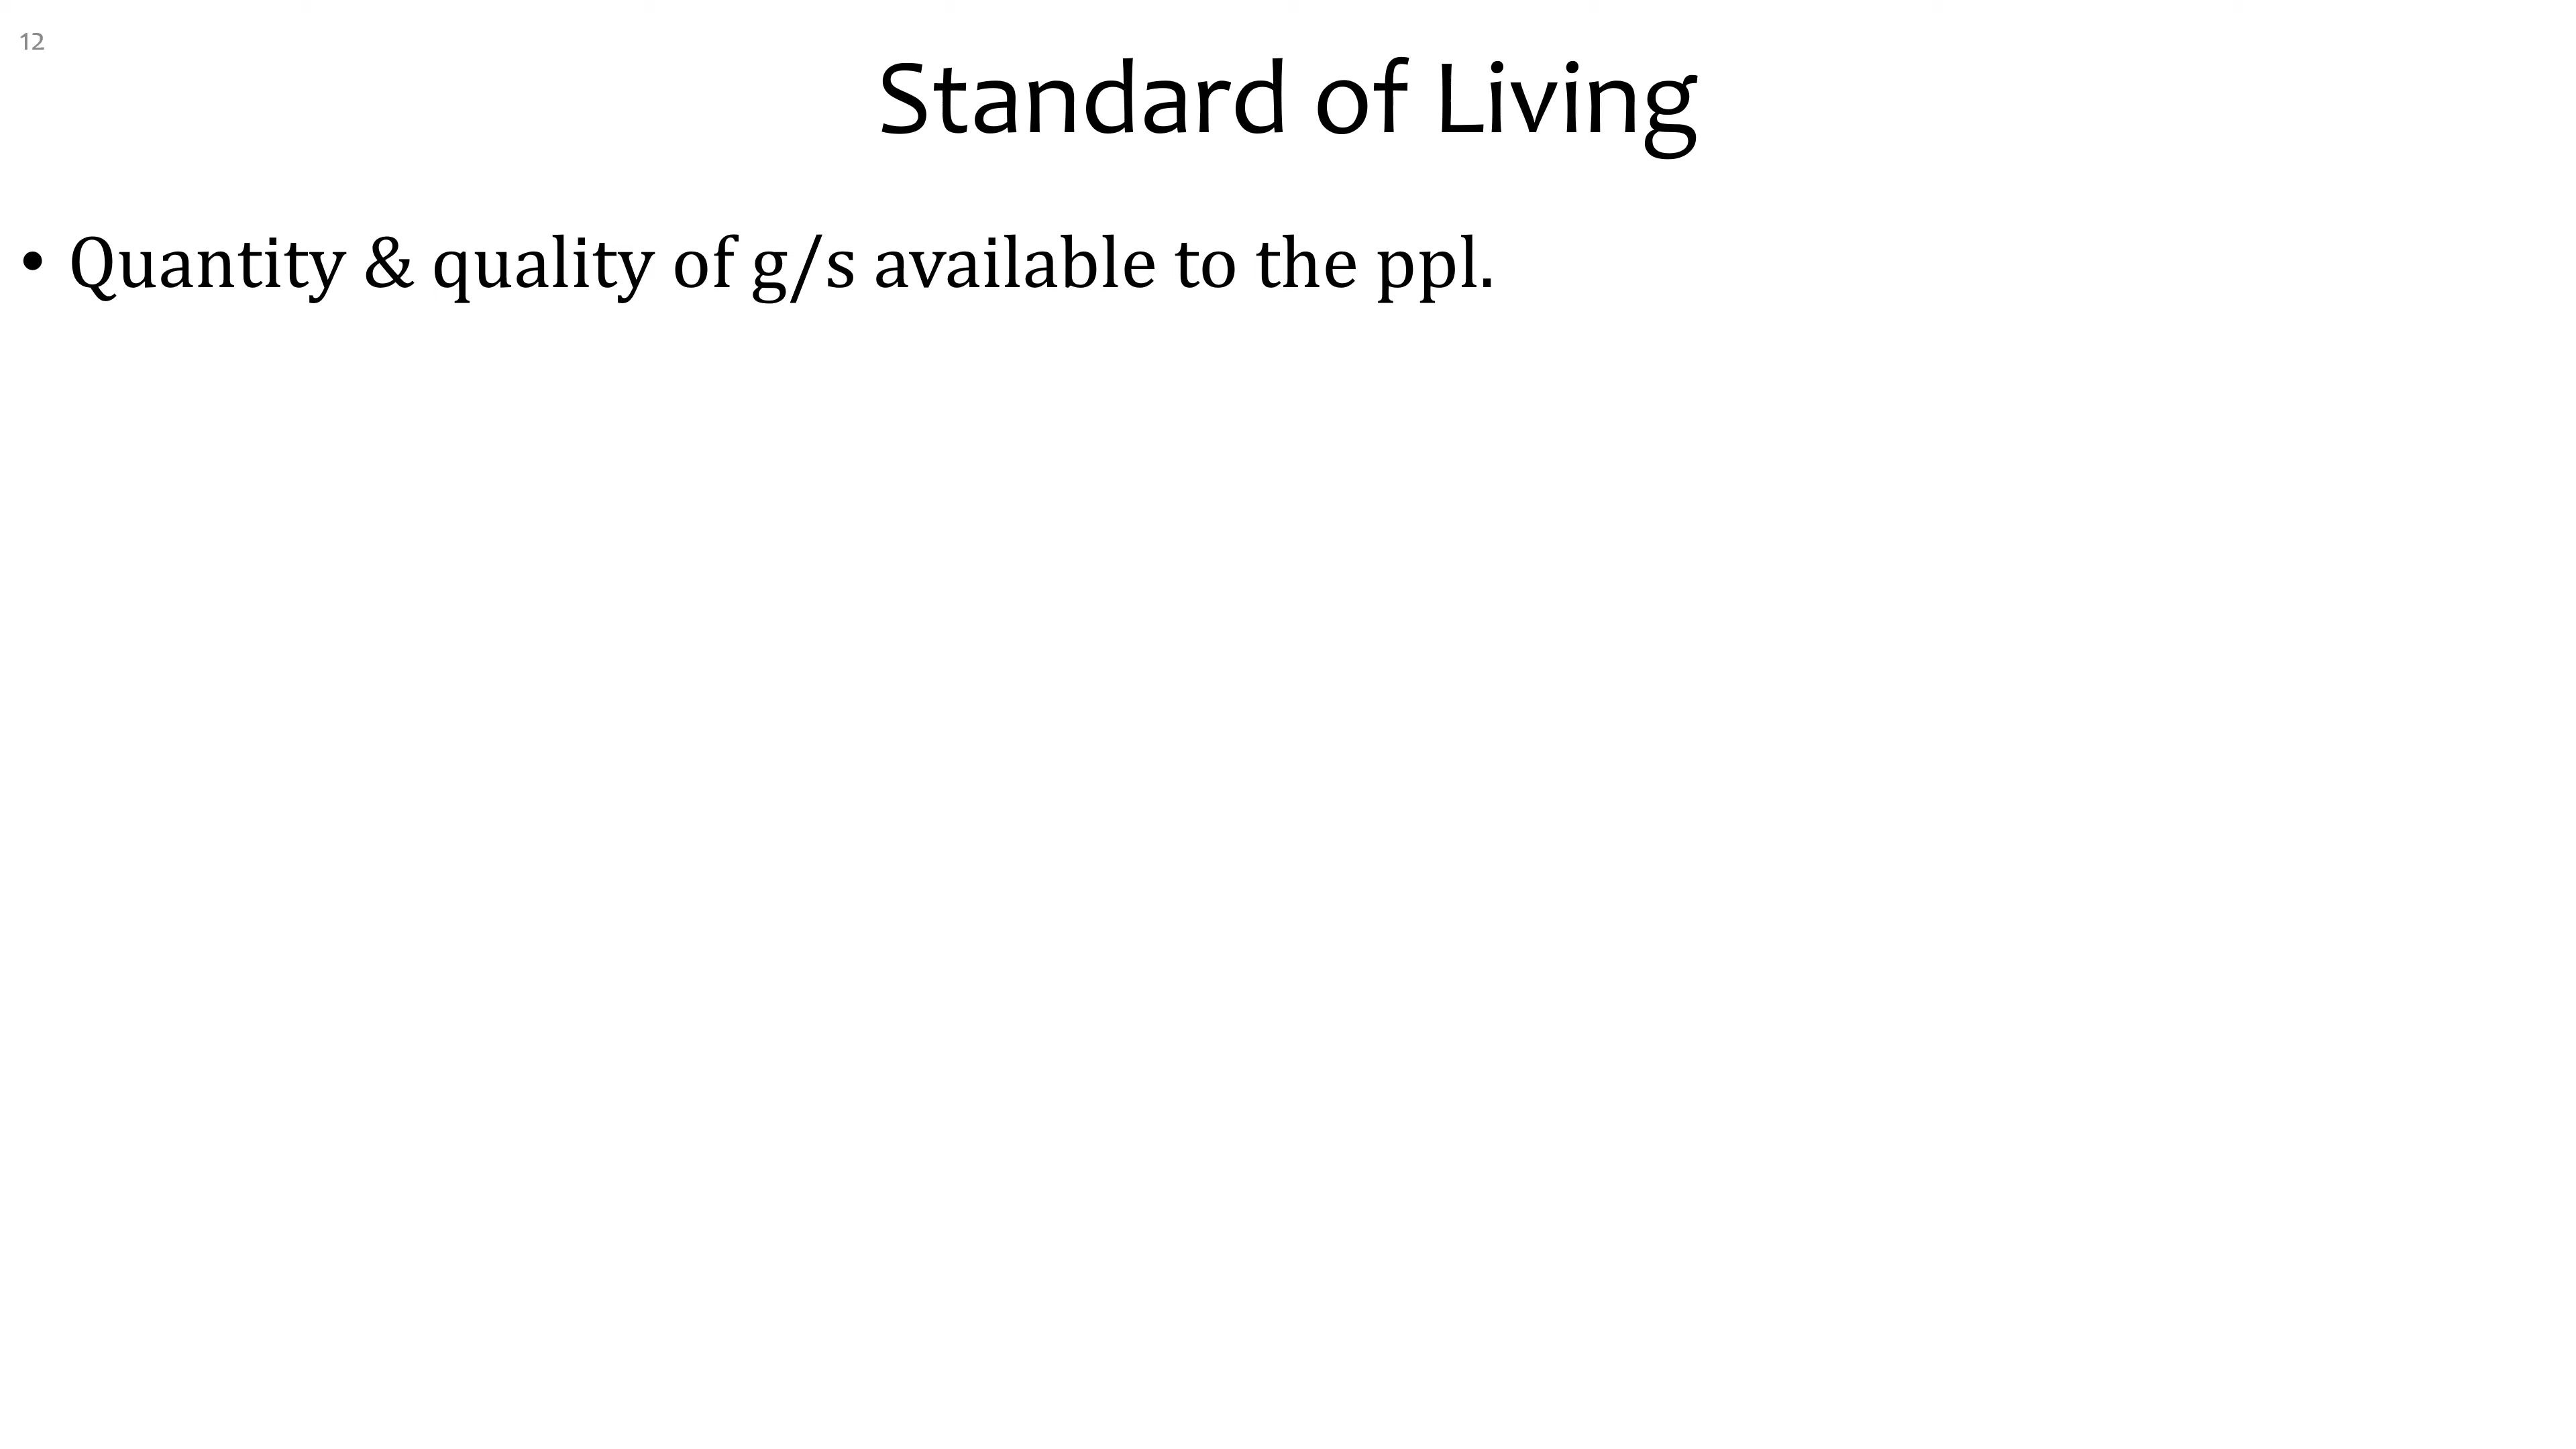 12
Standard of Living
• Quantity & quality of g/s available to the ppl.